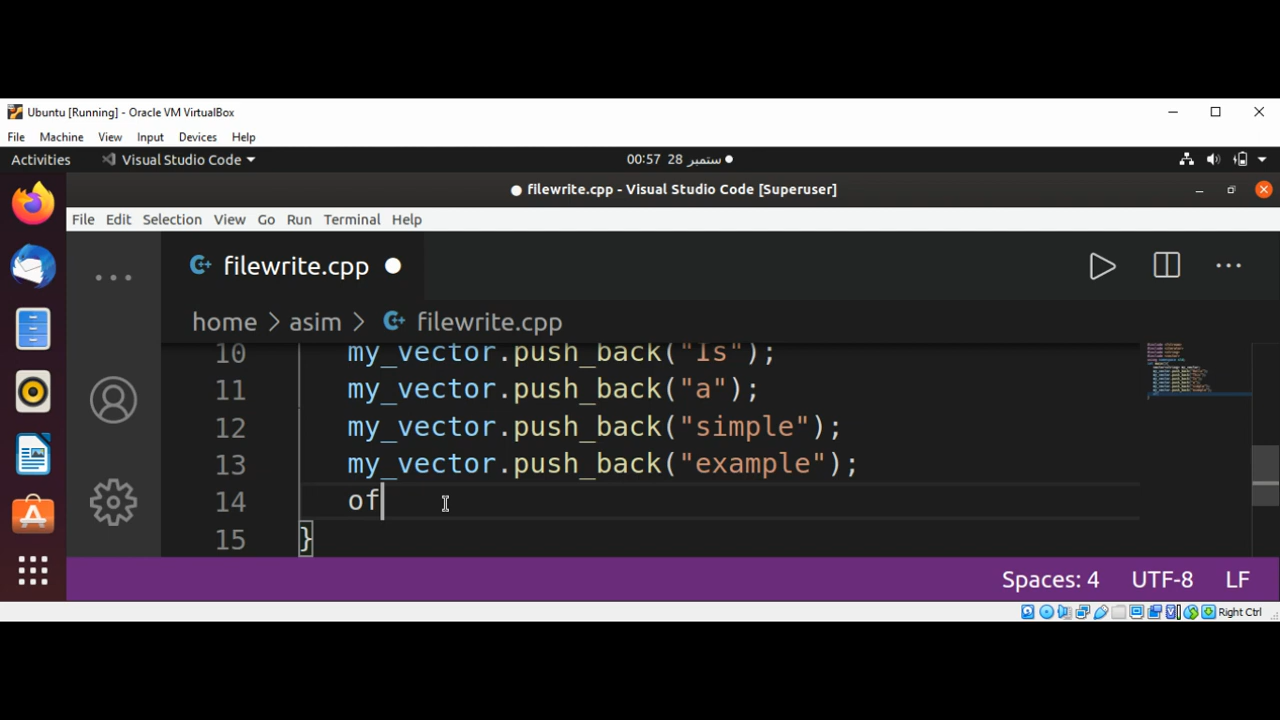 Ubuntu [Running] - Oracle VM VirtualBox
File Machine View Input Devices Help
Activities Visual Studio Code 00:57 28 ستمبر
filewrite.cpp - Visual Studio Code [Superuser]
File Edit Selection View Go Run Terminal Help
filewrite.cpp
home > asim > filewrite.cpp
10 my_vector.push_back("Is");
11 my_vector.push_back("a");
12 my_vector.push_back("simple");
13 my_vector.push_back("example");
14 of
15 }
Spaces: 4 UTF-8 LF
Right Ctrl